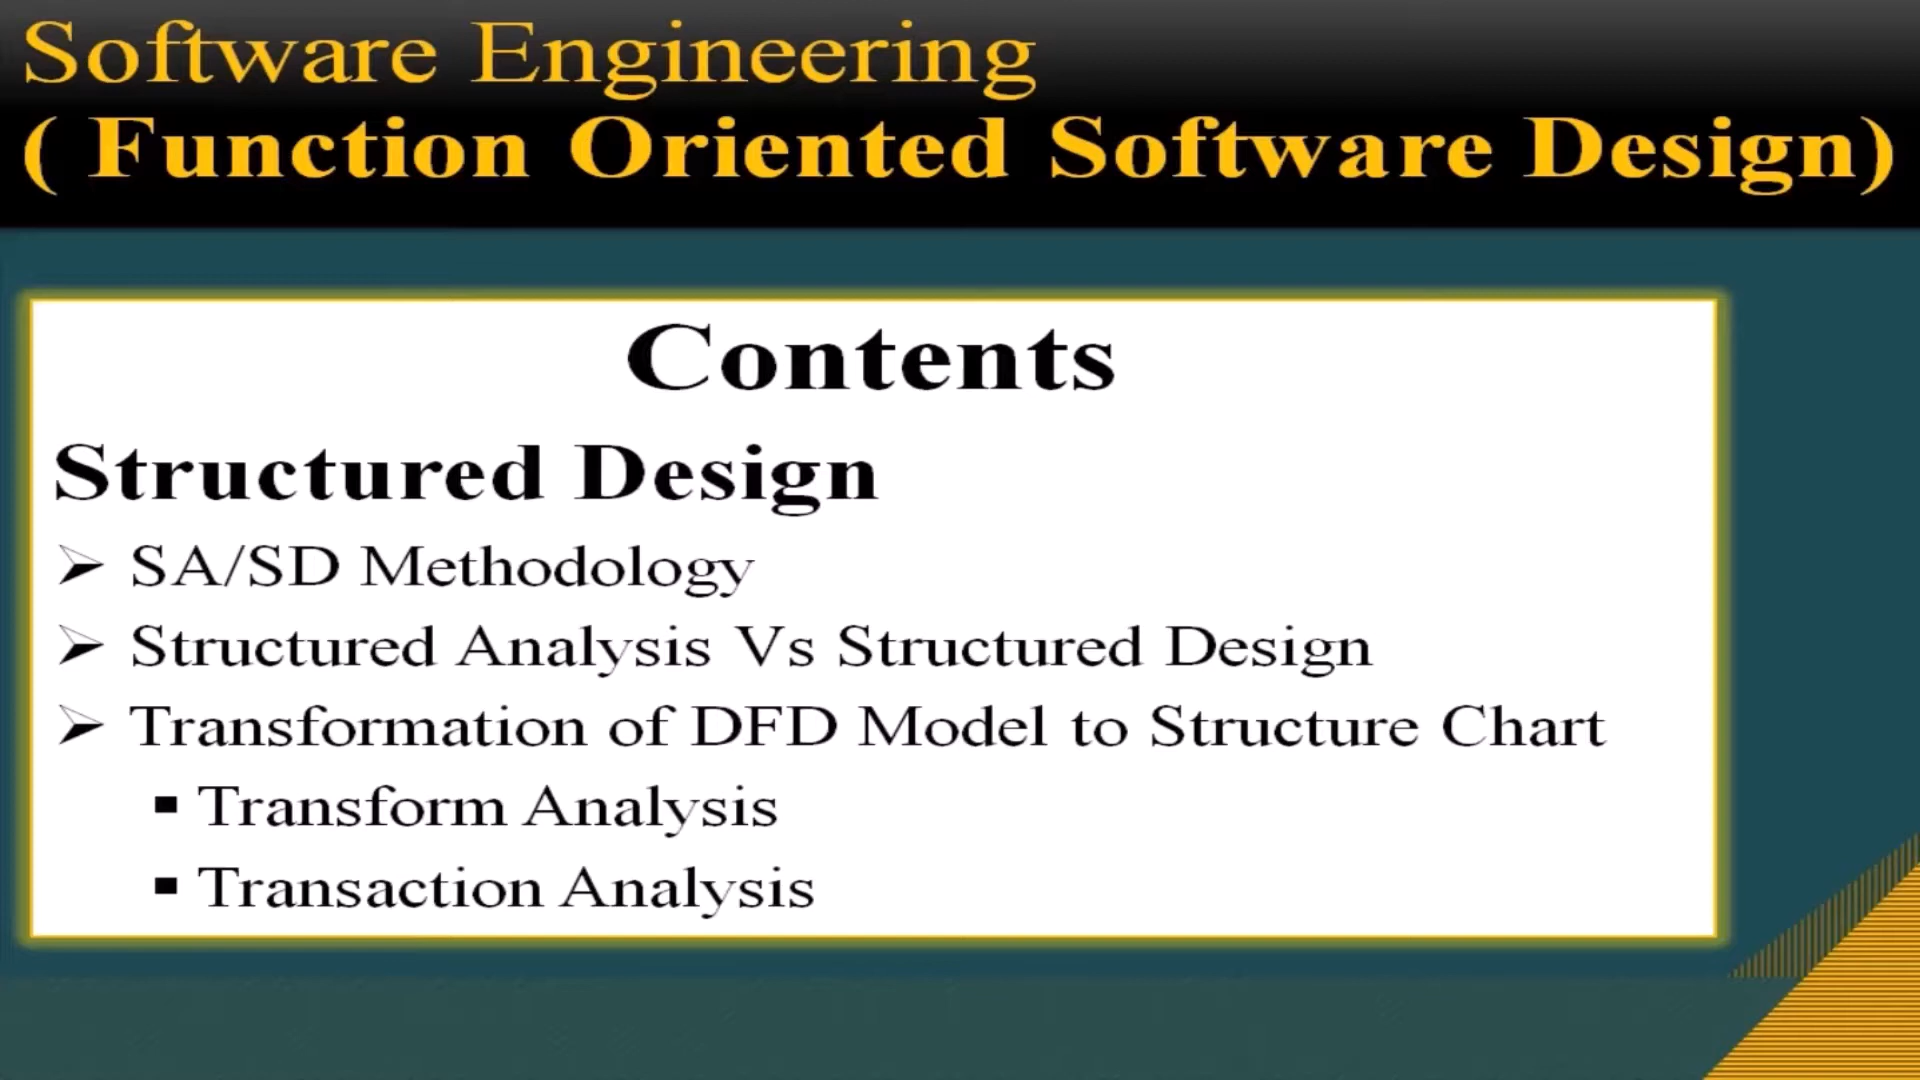 Software Engineering
( Function Oriented Software Design)
Contents
Structured Design
➢ SA/SD Methodology
➢ Structured Analysis Vs Structured Design
➢ Transformation of DFD Model to Structure Chart
▪ Transform Analysis
▪ Transaction Analysis